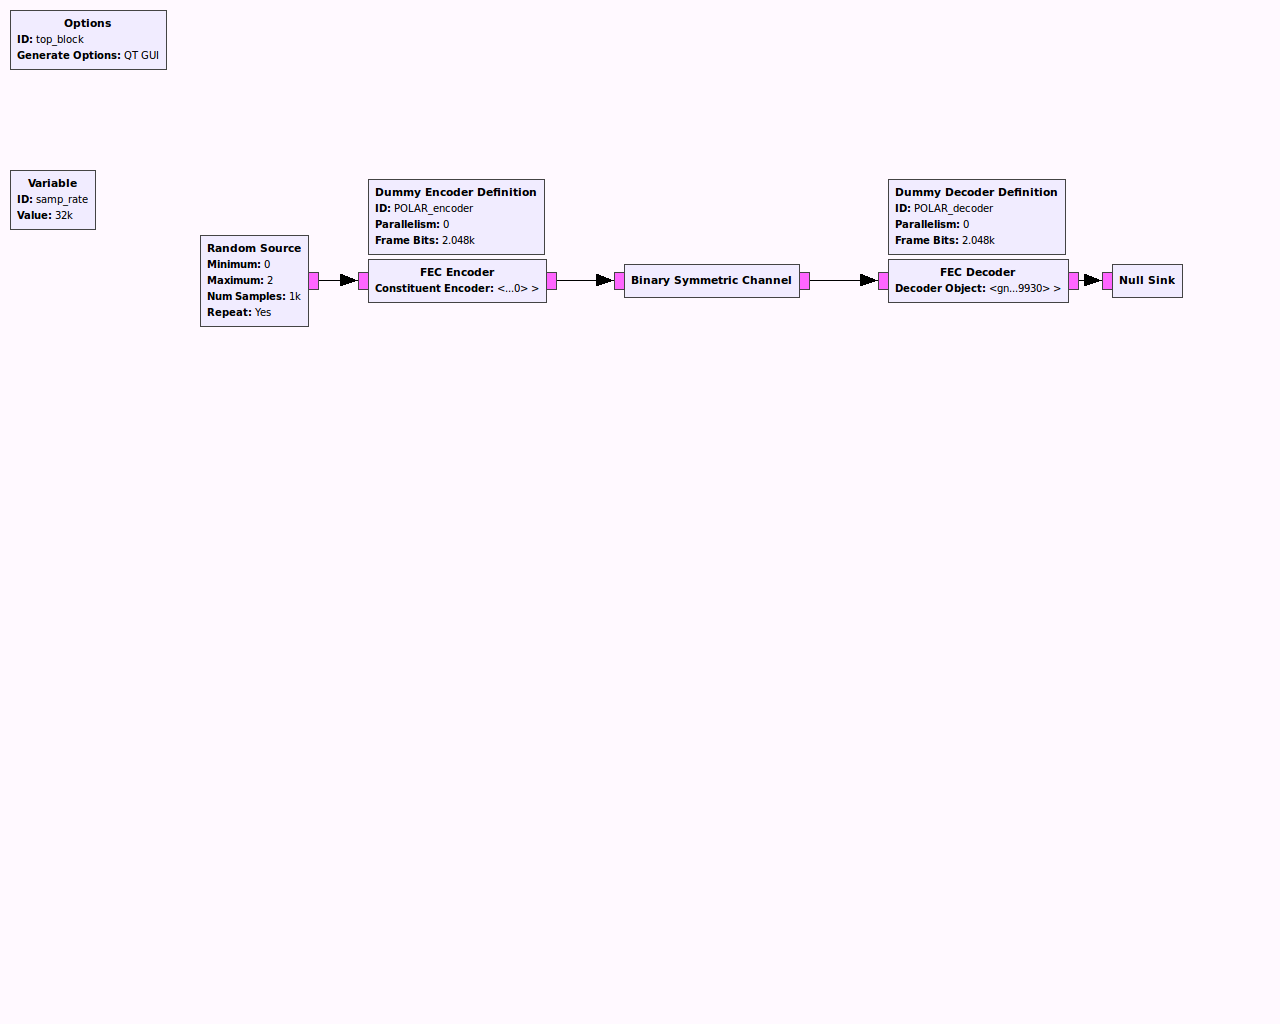 Options
ID: top_block
Generate Options: QT GUI
Variable
ID: samp_rate
Value: 32k
Random Source
Minimum: 0
Maximum: 2
Num Samples: 1k
Repeat: Yes
Dummy Encoder Definition
ID: POLAR_encoder
Parallelism: 0
Frame Bits: 2.048k
FEC Encoder
Constituent Encoder: <...0> >
Binary Symmetric Channel
Dummy Decoder Definition
ID: POLAR_decoder
Parallelism: 0
Frame Bits: 2.048k
FEC Decoder
Decoder Object: <gn...9930> >
Null Sink